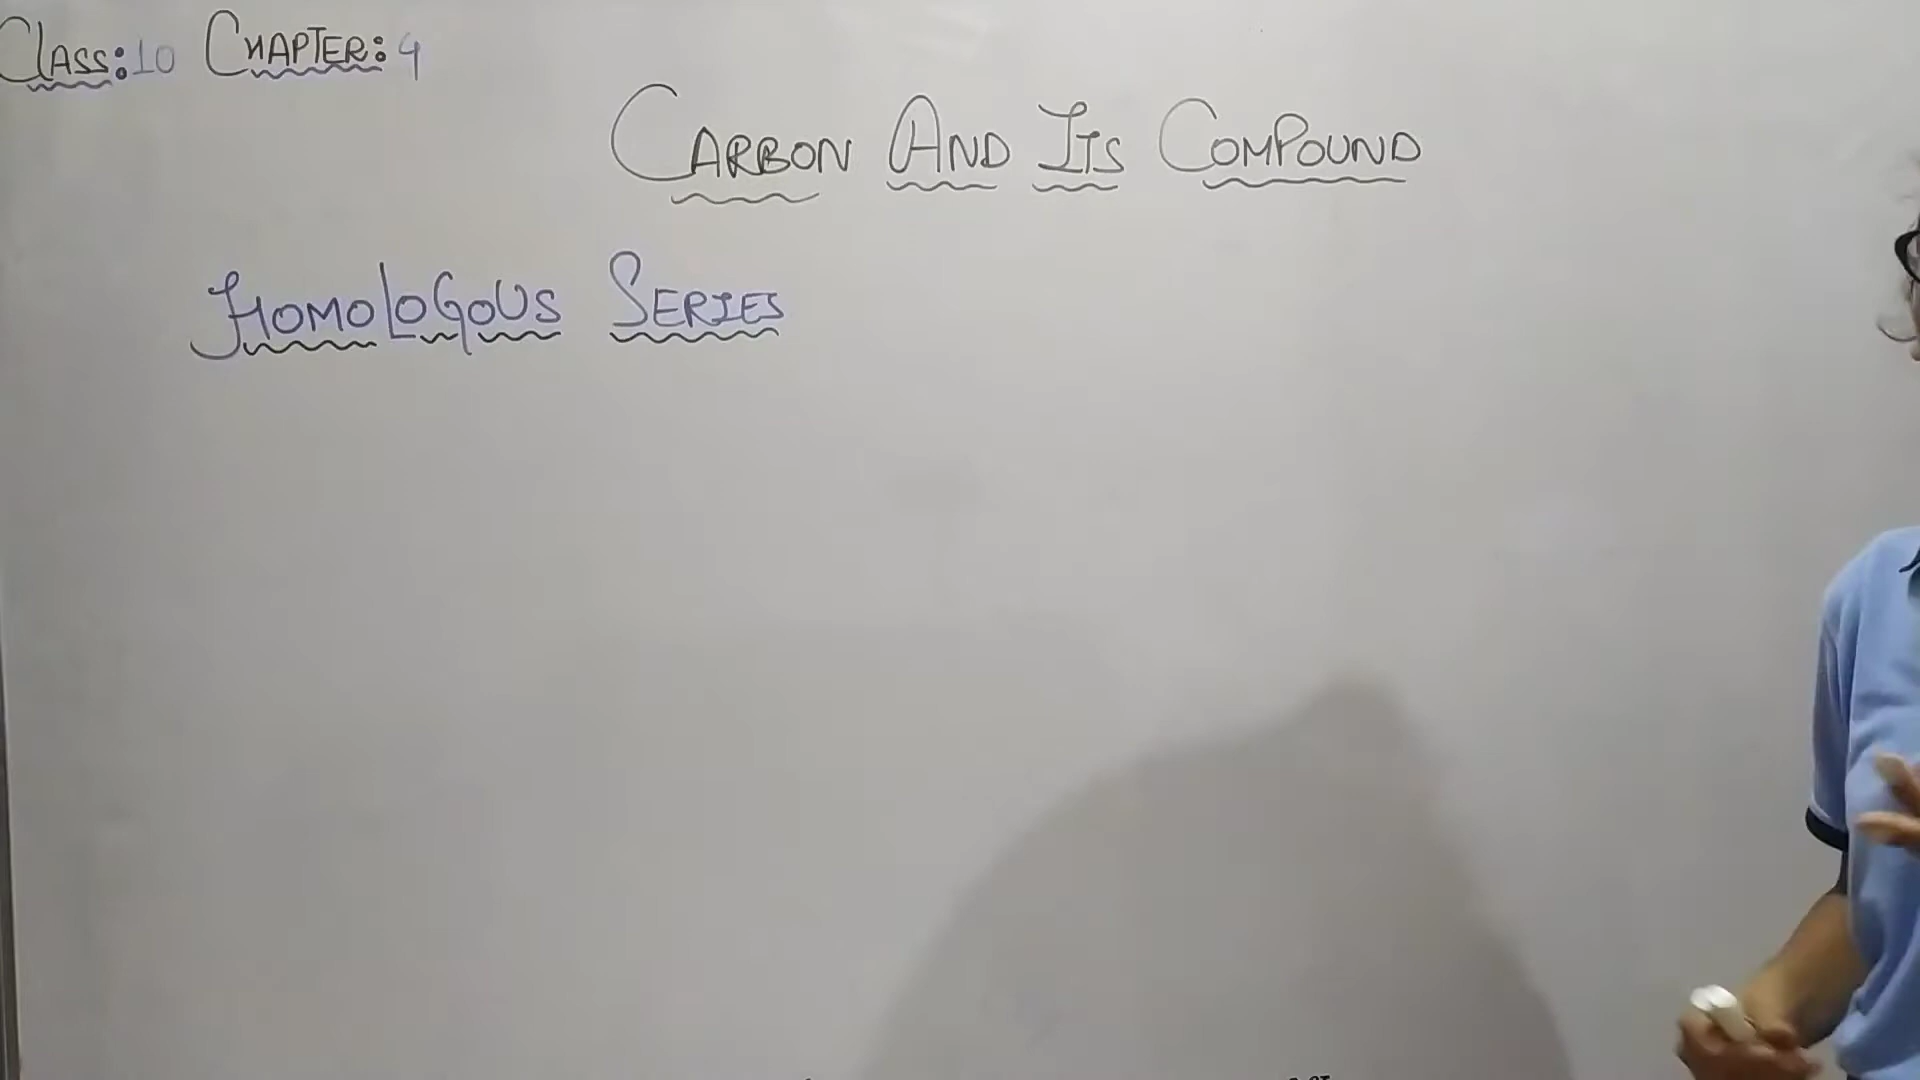 CLASS:10 CHAPTER: 4
CARBON AND ITS COMPOUND
HOMOLOGOUS SERIES